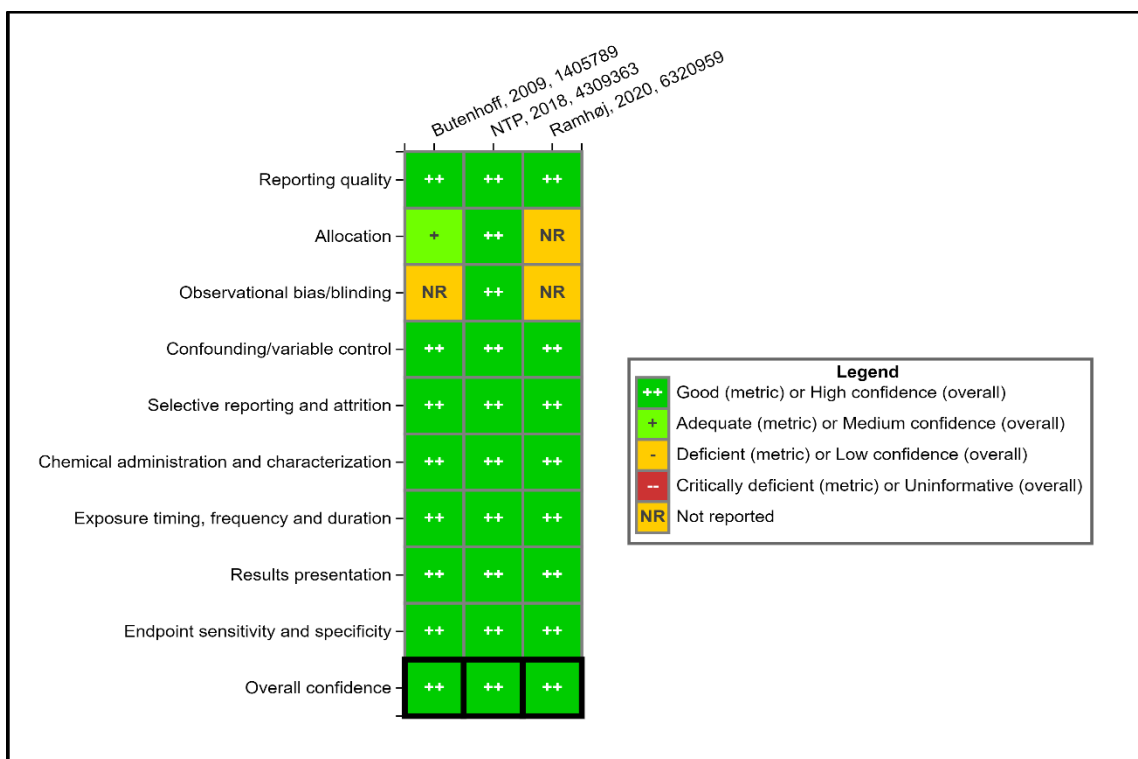 Butenhoff, 2009, 1405789
NTP, 2018, 4309363
Ramhøj, 2020, 6320959
Reporting quality ++ ++ ++
Allocation + ++ NR
Observational bias/blinding NR ++ NR
Confounding/variable control ++ ++ ++
Selective reporting and attrition ++ ++ ++
Chemical administration and characterization ++ ++ ++
Exposure timing, frequency and duration ++ ++ ++
Results presentation ++ ++ ++
Endpoint sensitivity and specificity ++ ++ ++
Overall confidence ++ ++ ++
Legend
++ Good (metric) or High confidence (overall)
+ Adequate (metric) or Medium confidence (overall)
- Deficient (metric) or Low confidence (overall)
-- Critically deficient (metric) or Uninformative (overall)
NR Not reported